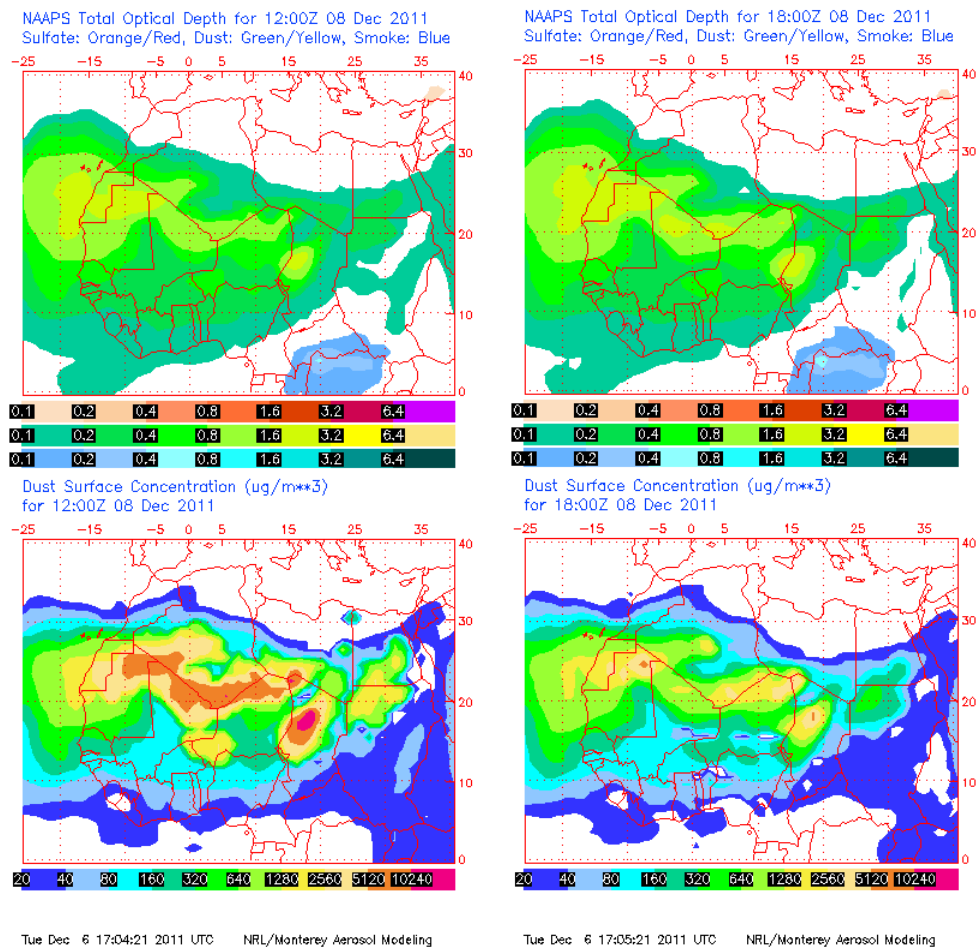 NAAPS Total Optical Depth for 12:00Z 08 Dec 2011
Sulfate: Orange/Red, Dust: Green/Yellow, Smoke: Blue
-25 -15 -5 0 5 15 25 35
40
30
20
10
0
0.1 0.2 0.4 0.8 1.6 3.2 6.4
0.1 0.2 0.4 0.8 1.6 3.2 6.4
0.1 0.2 0.4 0.8 1.6 3.2 6.4
NAAPS Total Optical Depth for 18:00Z 08 Dec 2011
Sulfate: Orange/Red, Dust: Green/Yellow, Smoke: Blue
-25 -15 -5 0 5 15 25 35
40
30
20
10
0
0.1 0.2 0.4 0.8 1.6 3.2 6.4
0.1 0.2 0.4 0.8 1.6 3.2 6.4
0.1 0.2 0.4 0.8 1.6 3.2 6.4
Dust Surface Concentration (ug/m**3)
for 12:00Z 08 Dec 2011
-25 -15 -5 0 5 15 25 35
40
30
20
10
0
20 40 80 160 320 640 1280 2560 5120 10240
Tue Dec 6 17:04:21 2011 UTC NRL/Monterey Aerosol Modeling
Dust Surface Concentration (ug/m**3)
for 18:00Z 08 Dec 2011
-25 -15 -5 0 5 15 25 35
40
30
20
10
0
20 40 80 160 320 640 1280 2560 5120 10240
Tue Dec 6 17:05:21 2011 UTC NRL/Monterey Aerosol Modeling